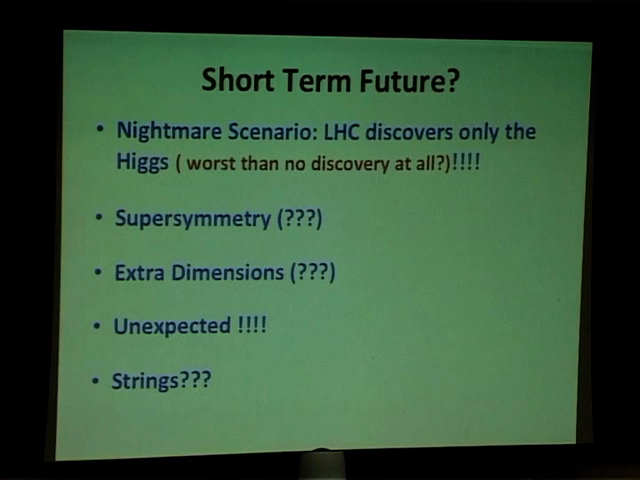 Short Term Future?
• Nightmare Scenario: LHC discovers only the
Higgs ( worst than no discovery at all?)!!!!
• Supersymmetry (???)
• Extra Dimensions (???)
• Unexpected !!!!
• Strings???